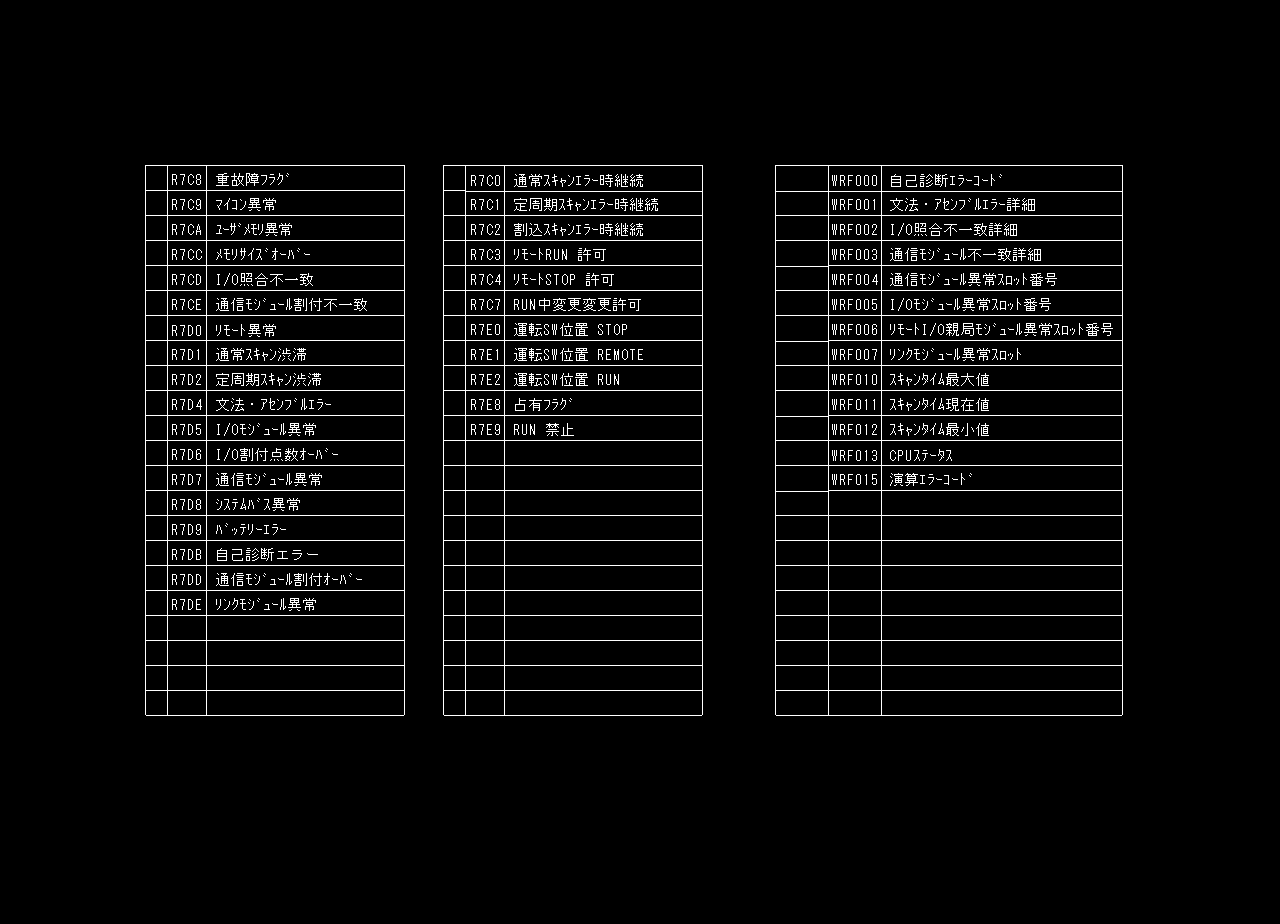 R7C8 重故障ﾌﾗｸﾞ
R7C9 ﾏｲｺﾝ異常
R7CA ﾕｰｻﾞﾒﾓﾘ異常
R7CC ﾒﾓﾘｻｲｽﾞｵｰﾊﾞｰ
R7CD I/O照合不一致
R7CE 通信ﾓｼﾞｭｰﾙ割付不一致
R7D0 ﾘﾓｰﾄ異常
R7D1 通常ｽｷｬﾝ渋滞
R7D2 定周期ｽｷｬﾝ渋滞
R7D4 文法・ｱｾﾝﾌﾞﾙｴﾗｰ
R7D5 I/Oﾓｼﾞｭｰﾙ異常
R7D6 I/O割付点数ｵｰﾊﾞｰ
R7D7 通信ﾓｼﾞｭｰﾙ異常
R7D8 ｼｽﾃﾑﾊﾞｽ異常
R7D9 ﾊﾞｯﾃﾘｰｴﾗｰ
R7DB 自己診断エラー
R7DD 通信ﾓｼﾞｭｰﾙ割付ｵｰﾊﾞｰ
R7DE ﾘﾝｸﾓｼﾞｭｰﾙ異常
R7C0 通常ｽｷｬﾝｴﾗｰ時継続
R7C1 定周期ｽｷｬﾝｴﾗｰ時継続
R7C2 割込ｽｷｬﾝｴﾗｰ時継続
R7C3 ﾘﾓｰﾄRUN 許可
R7C4 ﾘﾓｰﾄSTOP 許可
R7C7 RUN中変更変更許可
R7E0 運転SW位置 STOP
R7E1 運転SW位置 REMOTE
R7E2 運転SW位置 RUN
R7E8 占有ﾌﾗｸﾞ
R7E9 RUN 禁止
WRF000 自己診断ｴﾗｰｺｰﾄﾞ
WRF001 文法・ｱｾﾝﾌﾞﾙｴﾗｰ詳細
WRF002 I/O照合不一致詳細
WRF003 通信ﾓｼﾞｭｰﾙ不一致詳細
WRF004 通信ﾓｼﾞｭｰﾙ異常ｽﾛｯﾄ番号
WRF005 I/Oﾓｼﾞｭｰﾙ異常ｽﾛｯﾄ番号
WRF006 ﾘﾓｰﾄI/O親局ﾓｼﾞｭｰﾙ異常ｽﾛｯﾄ番号
WRF007 ﾘﾝｸﾓｼﾞｭｰﾙ異常ｽﾛｯﾄ
WRF010 ｽｷｬﾝﾀｲﾑ最大値
WRF011 ｽｷｬﾝﾀｲﾑ現在値
WRF012 ｽｷｬﾝﾀｲﾑ最小値
WRF013 CPUｽﾃｰﾀｽ
WRF015 演算ｴﾗｰｺｰﾄﾞ